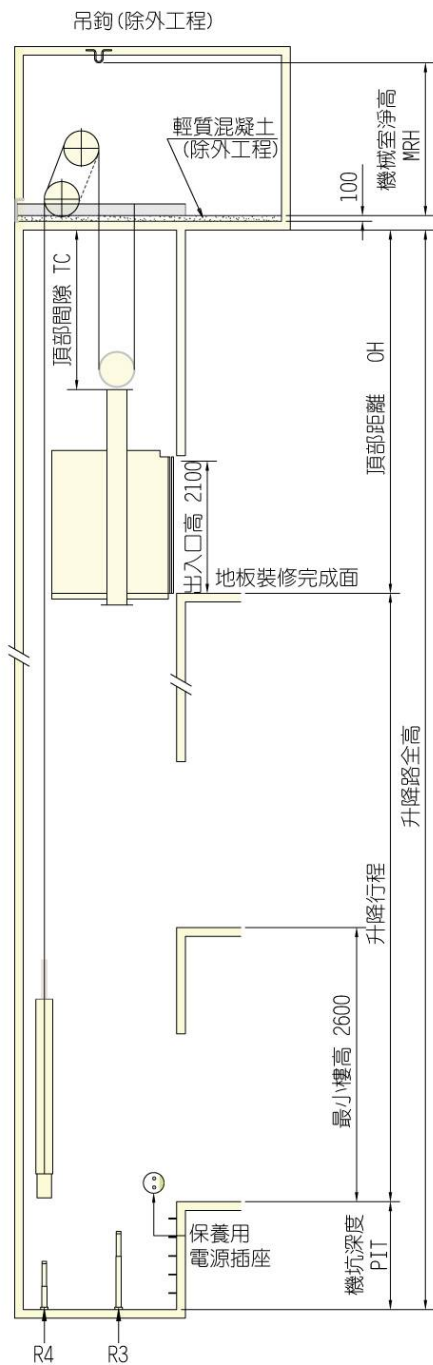 吊鉤(除外工程)
輕質混凝土
(除外工程)
100
機械室淨高
MRH
頂部間隙 TC
頂部距離 OH
出入口高 2100
地板裝修完成面
升降路全高
升降行程
最小樓高 2600
保養用
電源插座
機坑深度
PIT
R4
R3